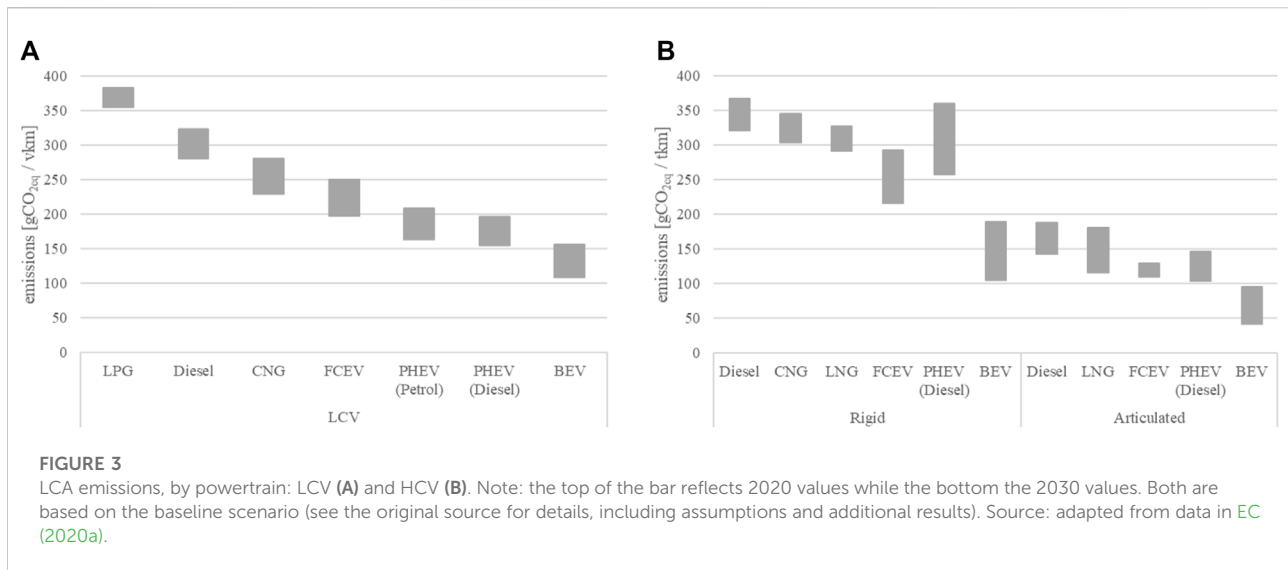 A
emissions [gCO2eq / vkm]
400
350
300
250
200
150
100
50
0
LPG Diesel CNG FCEV PHEV (Petrol) PHEV (Diesel) BEV
LCV
B
emissions [gCO2eq / tkm]
400
350
300
250
200
150
100
50
0
Diesel CNG LNG FCEV PHEV (Diesel) BEV Diesel LNG FCEV PHEV (Diesel) BEV
Rigid Articulated
FIGURE 3
LCA emissions, by powertrain: LCV (A) and HCV (B). Note: the top of the bar reflects 2020 values while the bottom the 2030 values. Both are
based on the baseline scenario (see the original source for details, including assumptions and additional results). Source: adapted from data in EC
(2020a).